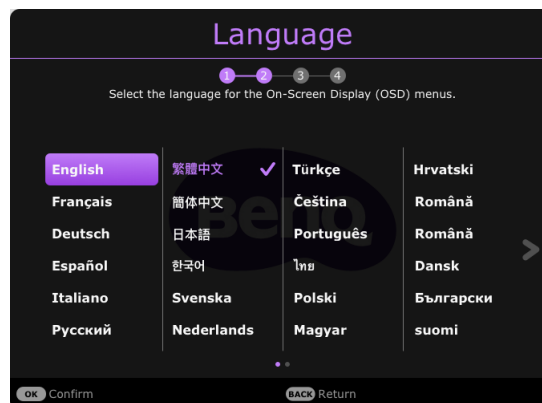 Language
1 2 3 4
Select the language for the On-Screen Display (OSD) menus.
English
Français
Deutsch
Español
Italiano
Русский
繁體中文
簡体中文
日本語
한국어
Svenska
Nederlands
Türkçe
Čeština
Português
ไทย
Polski
Magyar
Hrvatski
Română
Română
Dansk
Български
suomi
BenQ
OK Confirm
BACK Return